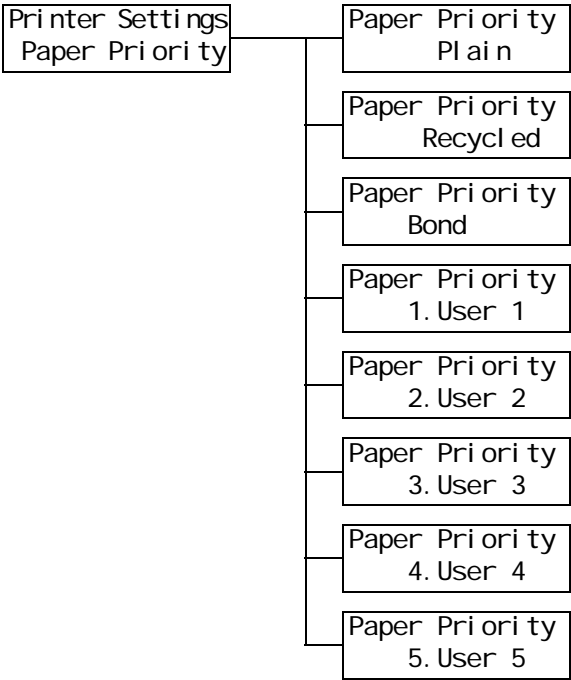 Printer Settings
Paper Priority
Paper Priority
Plain
Paper Priority
Recycled
Paper Priority
Bond
Paper Priority
1.User 1
Paper Priority
2.User 2
Paper Priority
3.User 3
Paper Priority
4.User 4
Paper Priority
5.User 5